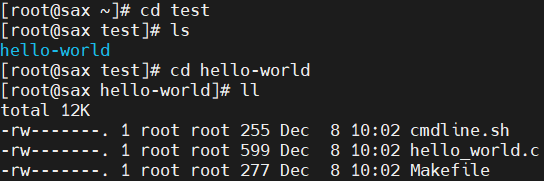 [root@sax ~]# cd test
[root@sax test]# ls
hello-world
[root@sax test]# cd hello-world
[root@sax hello-world]# ll
total 12K
-rw-------. 1 root root 255 Dec  8 10:02 cmdline.sh
-rw-------. 1 root root 599 Dec  8 10:02 hello_world.c
-rw-------. 1 root root 277 Dec  8 10:02 Makefile